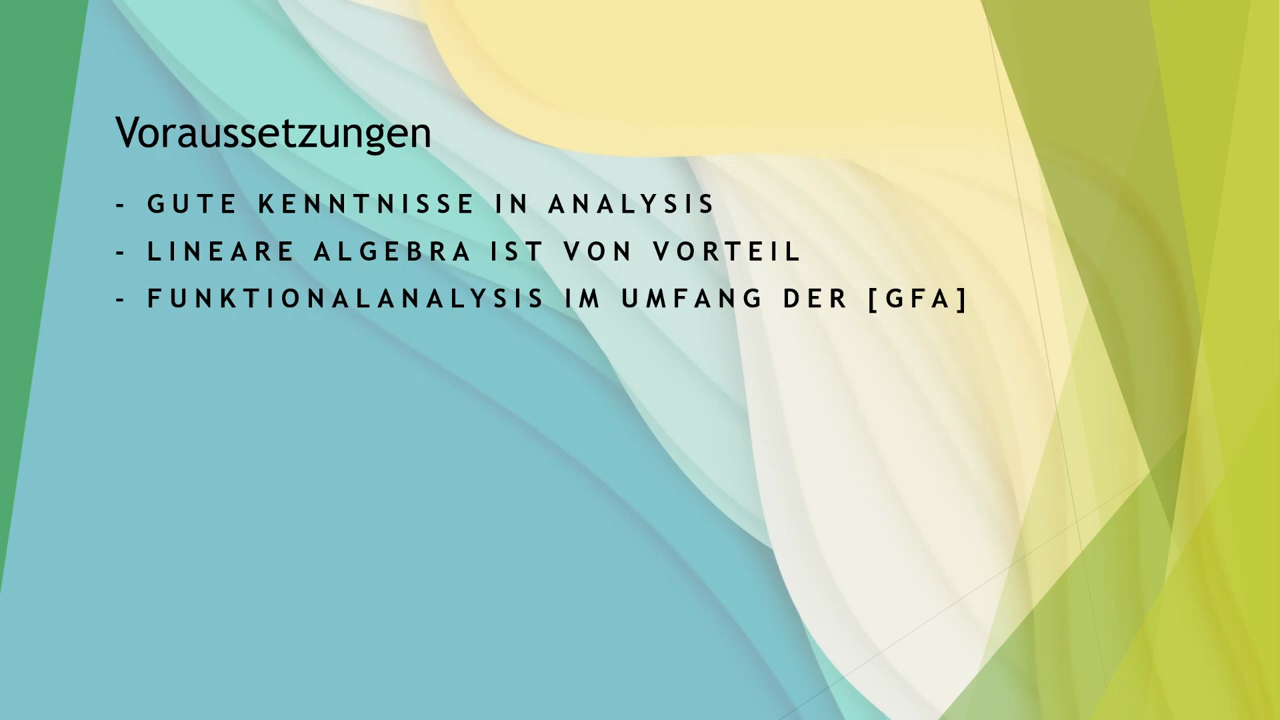 Voraussetzungen
- GUTE KENNTNISSE IN ANALYSIS
- LINEARE ALGEBRA IST VON VORTEIL
- FUNKTIONALANALYSIS IM UMFANG DER [GFA]